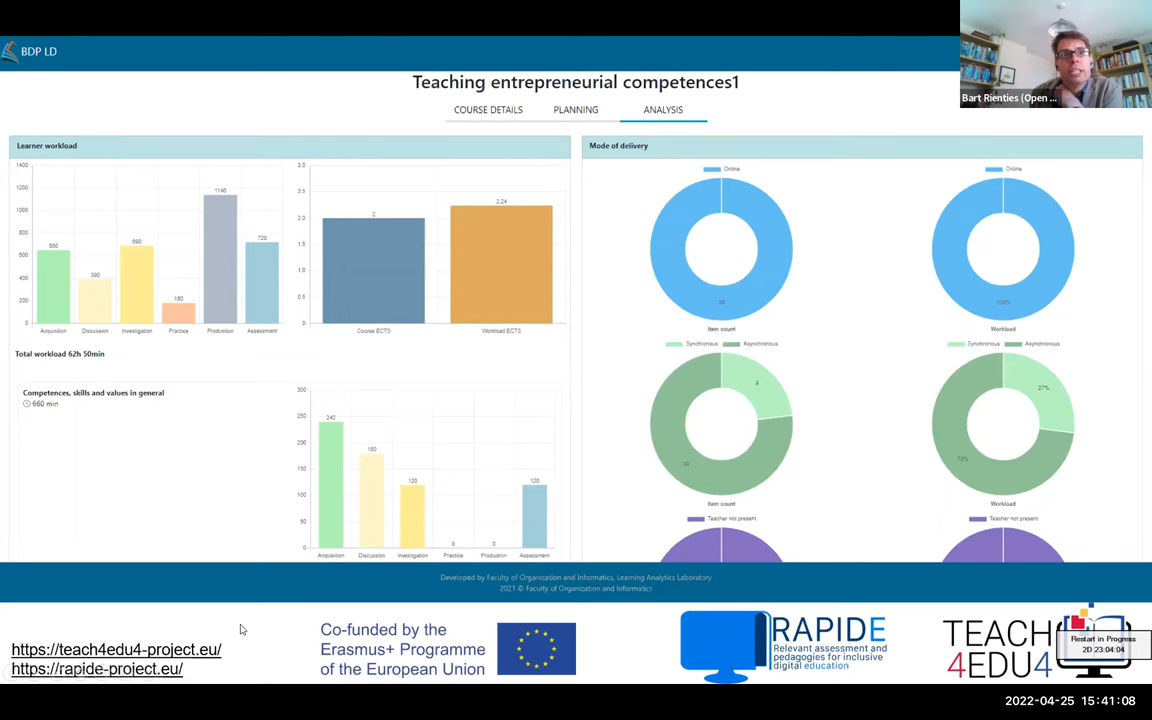 BDP LD
Bart Rienties (Open ...
Teaching entrepreneurial competences1
COURSE DETAILS PLANNING ANALYSIS
Learner workload
1400
1200
1000
800
600
400
200
0
650
390
690
180
1140
720
Acquisition Discussion Investigation Practice Production Assessment
3.0
2.5
2.0
1.5
1.0
0.5
0
2
2.24
Course ECTS Workload ECTS
Total workload 62h 50min
Competences, skills and values in general
660 min
300
250
200
150
100
50
0
240
180
120
0
0
120
Acquisition Discussion Investigation Practice Production Assessment
Mode of delivery
Online
Item count
Online
100%
Workload
Synchronous Asynchronous
Item count
Synchronous Asynchronous
27%
73%
Workload
Teacher not present
Teacher not present
Developed by Faculty of Organization and Informatics, Learning Analytics Laboratory
2021 © Faculty of Organization and Informatics
https://teach4edu4-project.eu/
https://rapide-project.eu/
Co-funded by the
Erasmus+ Programme
of the European Union
RAPIDE
Relevant assessment and
pedagogies for inclusive
digital education
TEACH
4EDU4
Restart in Progress
2D 23:04:04
2022-04-25 15:41:08